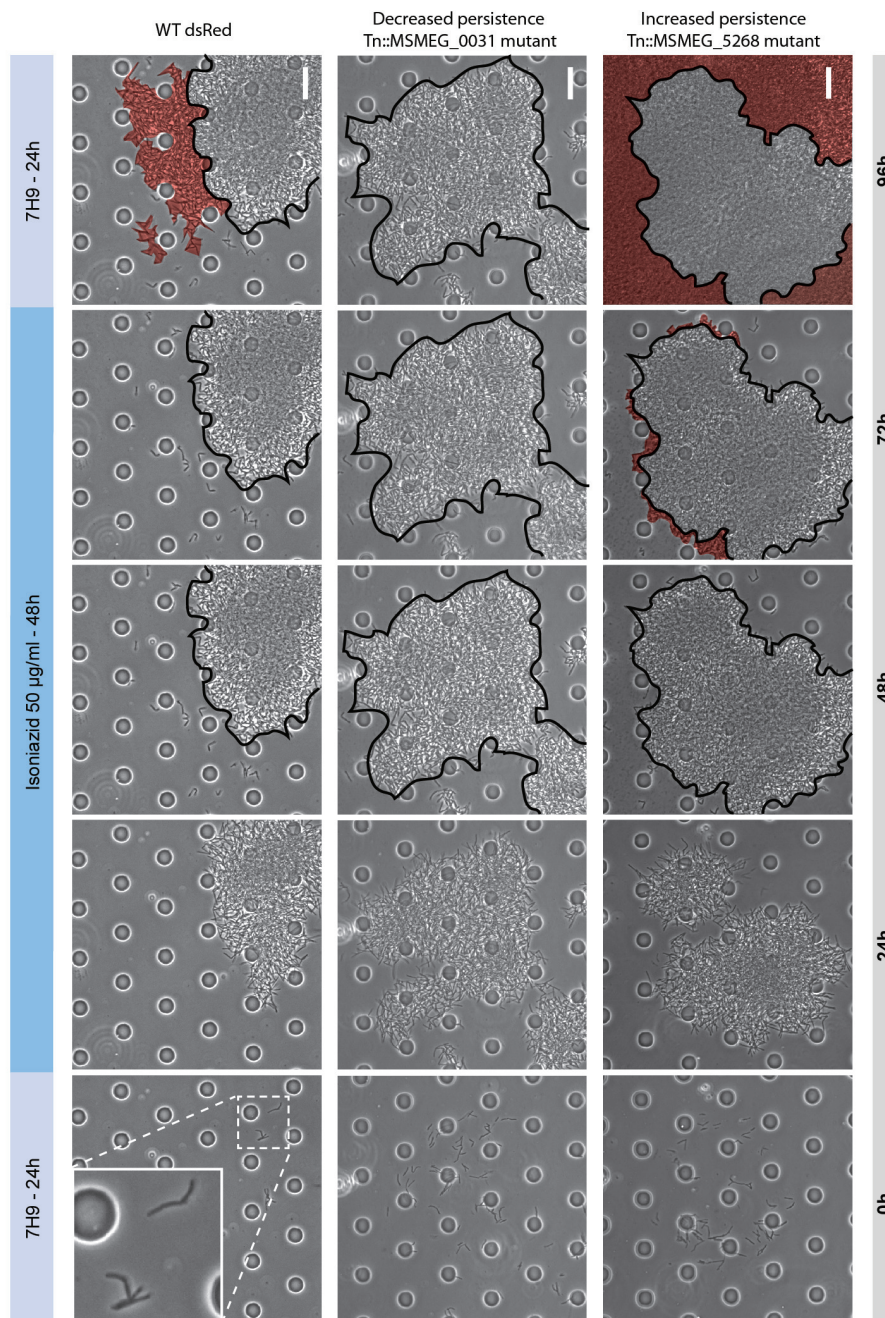 WT dsRed
Decreased persistence
Tn::MSMEG_0031 mutant
Increased persistence
Tn::MSMEG_5268 mutant
7H9 - 24h
96h
Isoniazid 50 µg/ml - 48h
72h
48h
24h
7H9 - 24h
0h